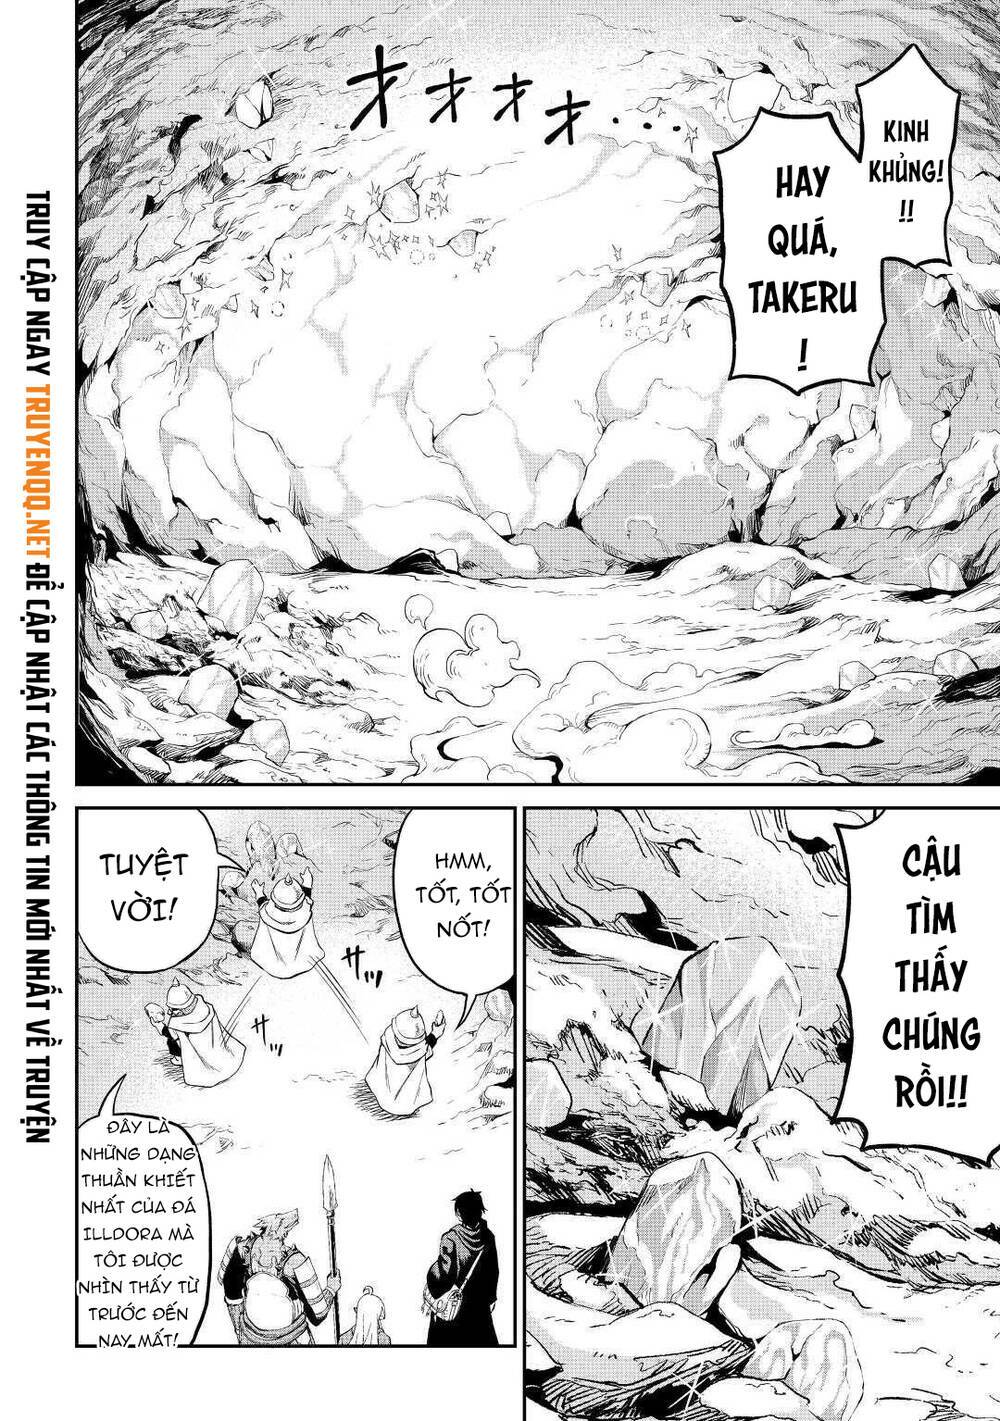 オオオオ....
KINH
KHỦNG!
!!
HAY
QUÁ,
TAKERU
!
CẬU
TÌM
THẤY
CHÚNG
RỒI!!
HMM,
TỐT, TỐT
NỐT!
TUYỆT
VỜI!
サッ
サッ
ĐÂY LÀ
NHỮNG DẠNG
THUẦN KHIẾT
NHẤT CỦA ĐÁ
ILLDORA MÀ
TÔI ĐƯỢC
NHÌN THẤY TỪ
TRƯỚC ĐẾN
NAY MẤT!
TRUY CẬP NGAY TRUYENQQ.NET ĐỂ CẬP NHẬT CÁC THÔNG TIN MỚI NHẤT VỀ TRUYỆN